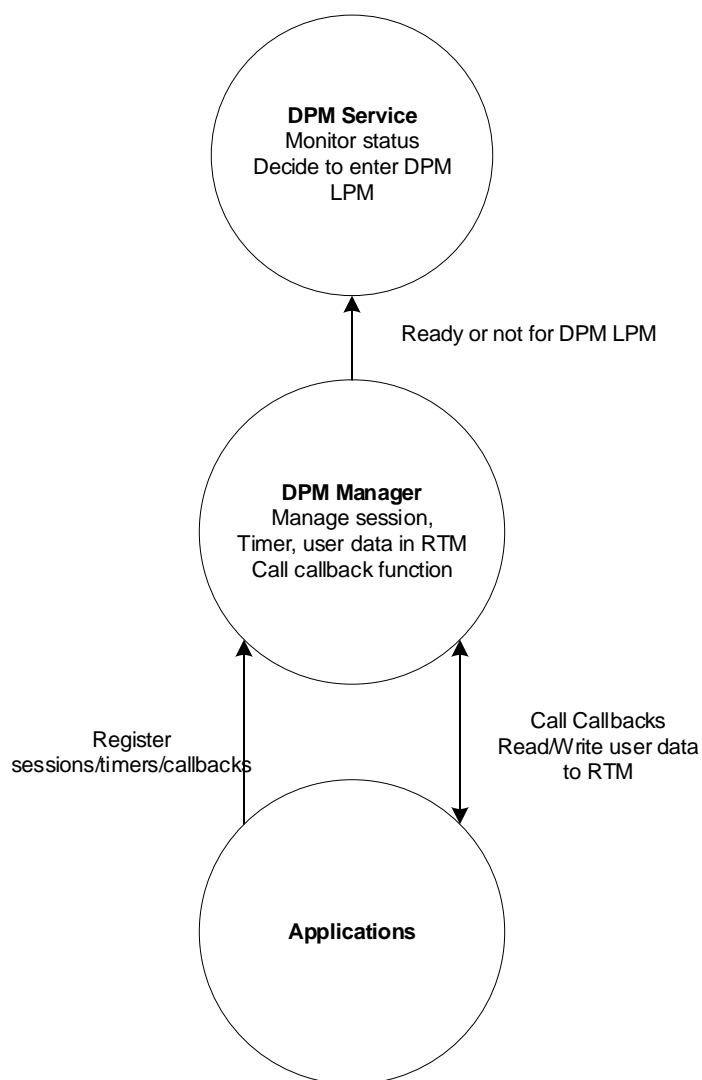 DPM Service
Monitor status
Decide to enter DPM
LPM
Ready or not for DPM LPM
DPM Manager
Manage session,
Timer, user data in RTM
Call callback function
Register
sessions/timers/callbacks
Call Callbacks
Read/Write user data
to RTM
Applications